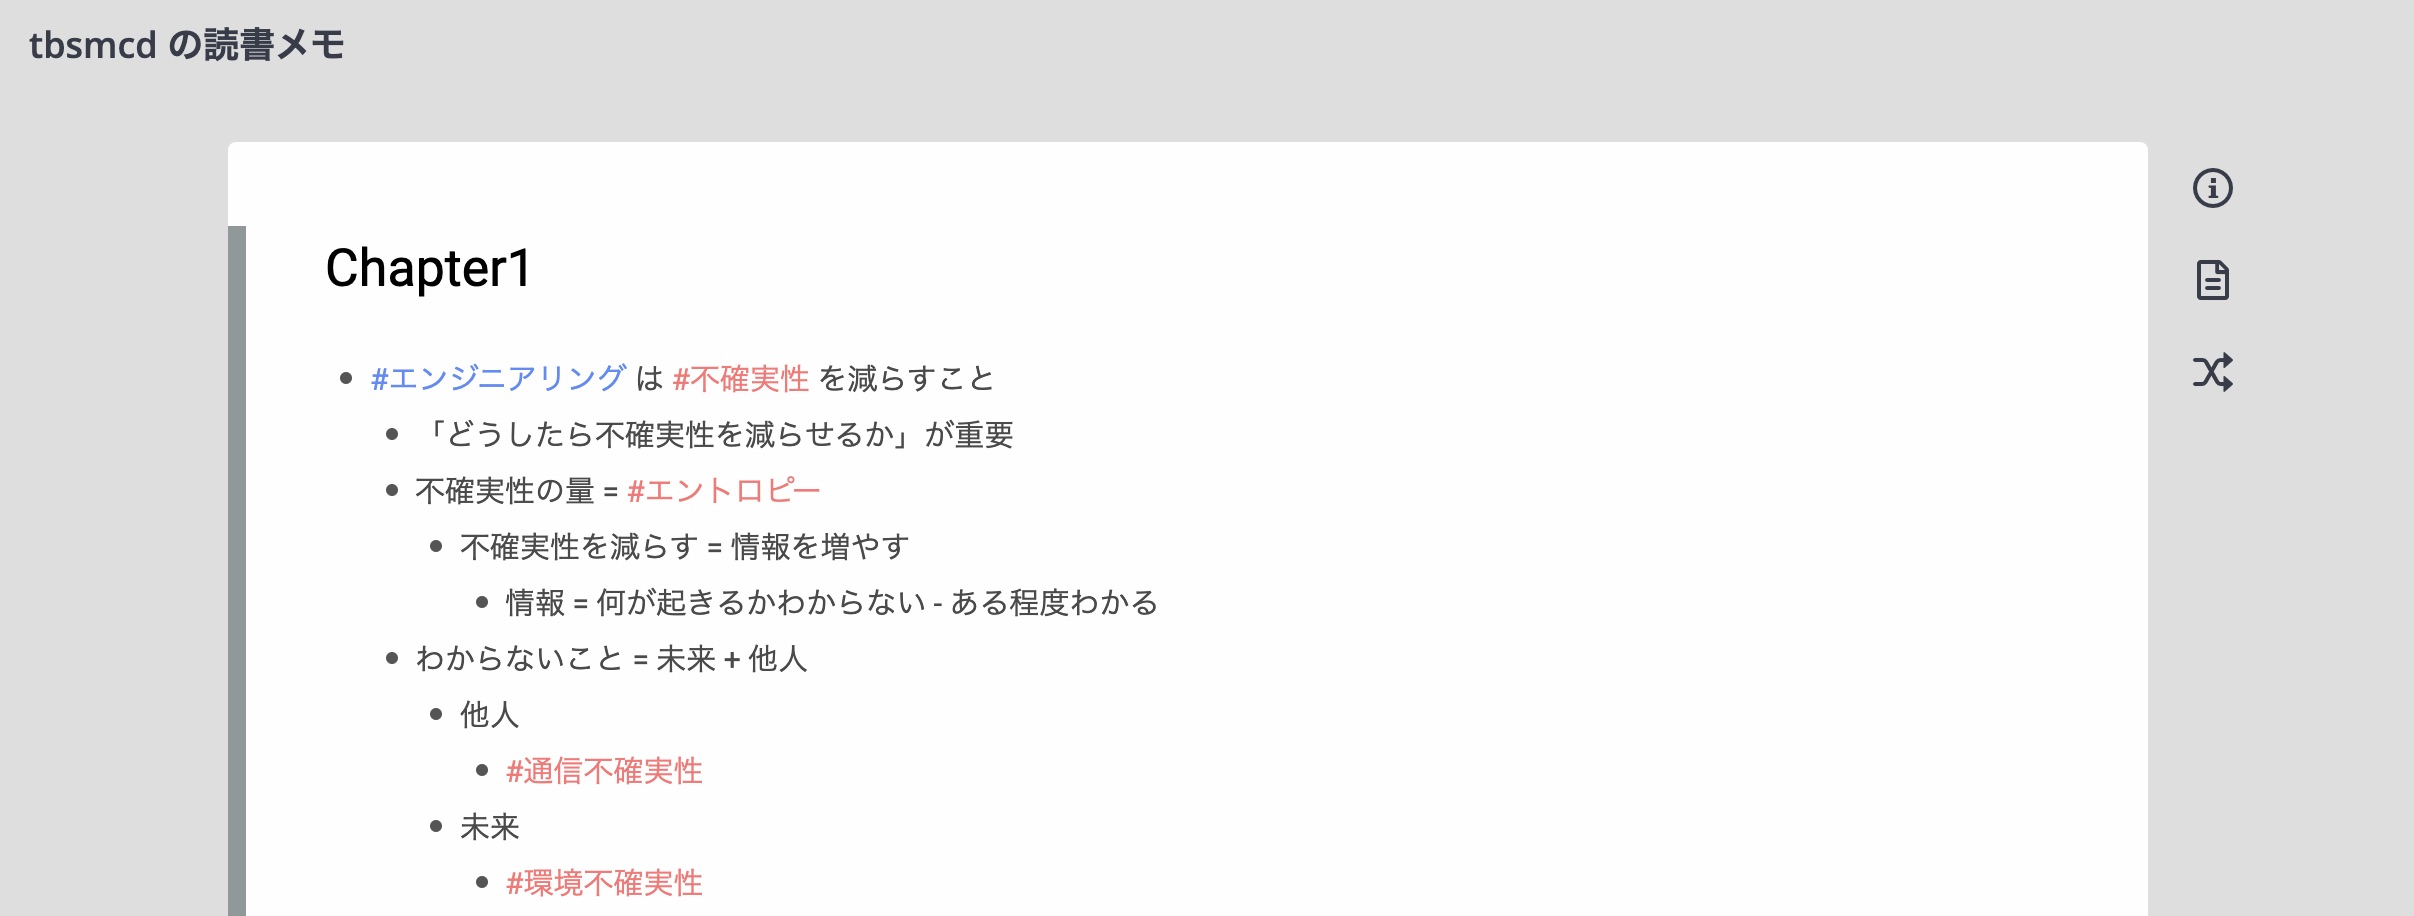 tbsmcd の読書メモ
Chapter1
#エンジニアリング は #不確実性 を減らすこと
「どうしたら不確実性を減らせるか」が重要
不確実性の量 = #エントロピー
不確実性を減らす = 情報を増やす
情報 = 何が起きるかわからない - ある程度わかる
わからないこと = 未来 + 他人
他人
#通信不確実性
未来
#環境不確実性